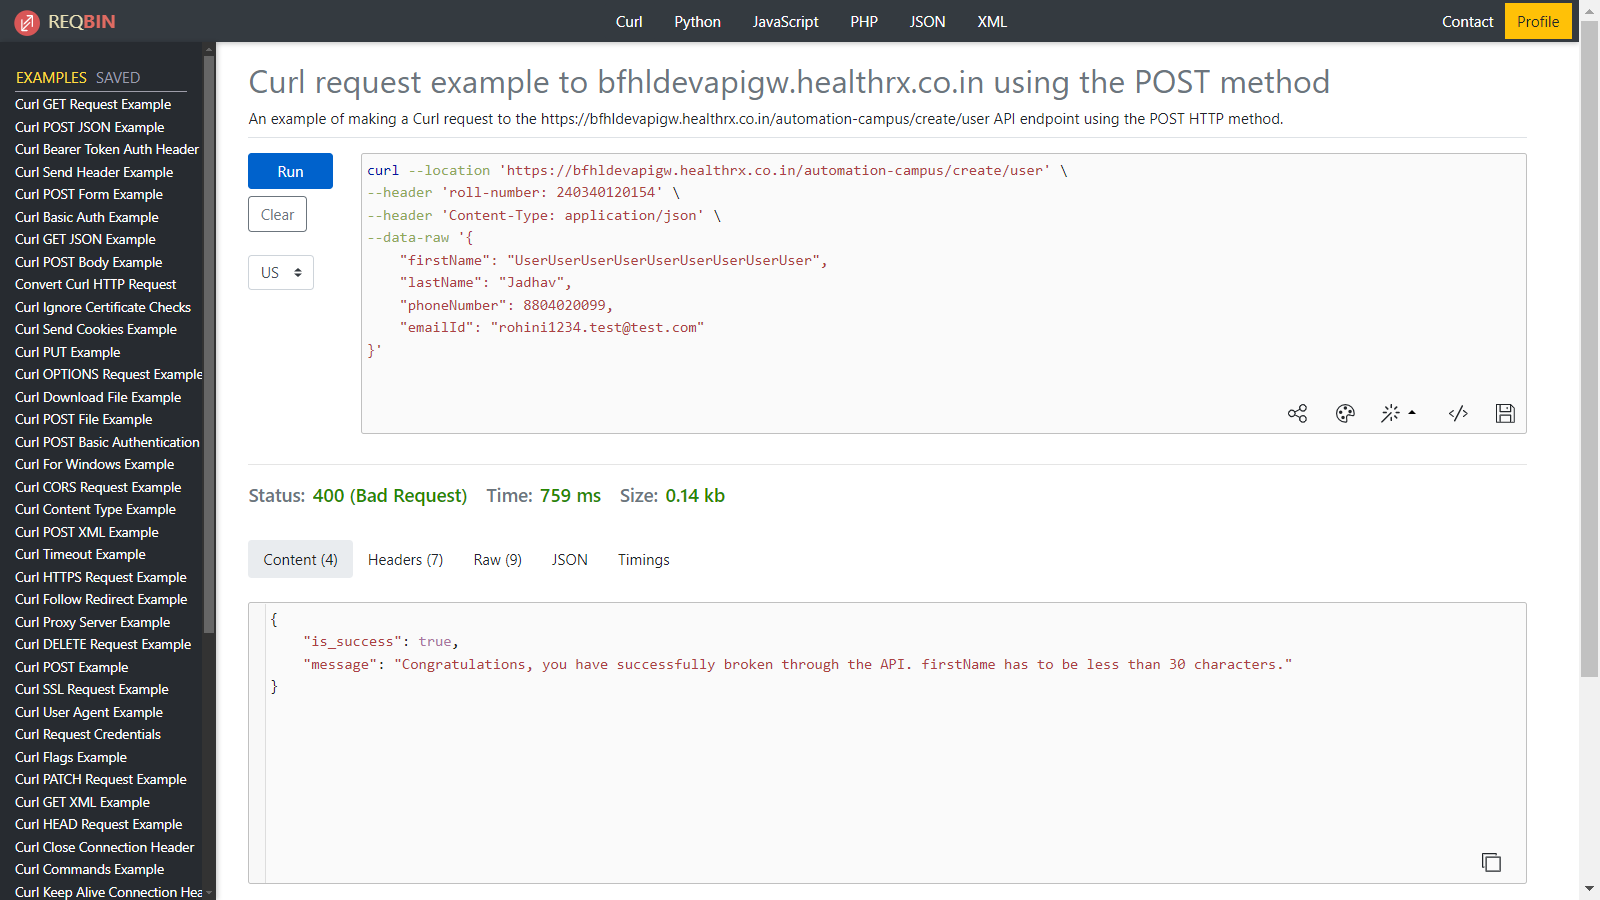 REQBIN
Curl
Python
JavaScript
PHP
JSON
XML
Contact
Profile
EXAMPLES SAVED
Curl GET Request Example
Curl POST JSON Example
Curl Bearer Token Auth Header
Curl Send Header Example
Curl POST Form Example
Curl Basic Auth Example
Curl GET JSON Example
Curl POST Body Example
Convert Curl HTTP Request
Curl Ignore Certificate Checks
Curl Send Cookies Example
Curl PUT Example
Curl OPTIONS Request Example
Curl Download File Example
Curl POST File Example
Curl POST Basic Authentication
Curl For Windows Example
Curl CORS Request Example
Curl Content Type Example
Curl POST XML Example
Curl Timeout Example
Curl HTTPS Request Example
Curl Follow Redirect Example
Curl Proxy Server Example
Curl DELETE Request Example
Curl POST Example
Curl SSL Request Example
Curl User Agent Example
Curl Request Credentials
Curl Flags Example
Curl PATCH Request Example
Curl GET XML Example
Curl HEAD Request Example
Curl Close Connection Header
Curl Commands Example
Curl Keep Alive Connection Hea
Curl request example to bfhldevapigw.healthrx.co.in using the POST method
An example of making a Curl request to the https://bfhldevapigw.healthrx.co.in/automation-campus/create/user API endpoint using the POST HTTP method.
Run
Clear
US
curl --location 'https://bfhldevapigw.healthrx.co.in/automation-campus/create/user' \
--header 'roll-number: 240340120154' \
--header 'Content-Type: application/json' \
--data-raw '{
"firstName": "UserUserUserUserUserUserUserUserUser",
"lastName": "Jadhav",
"phoneNumber": 8804020099,
"emailId": "rohini1234.test@test.com"
}'
Status: 400 (Bad Request) Time: 759 ms Size: 0.14 kb
Content (4)
Headers (7)
Raw (9)
JSON
Timings
{
"is_success": true,
"message": "Congratulations, you have successfully broken through the API. firstName has to be less than 30 characters."
}